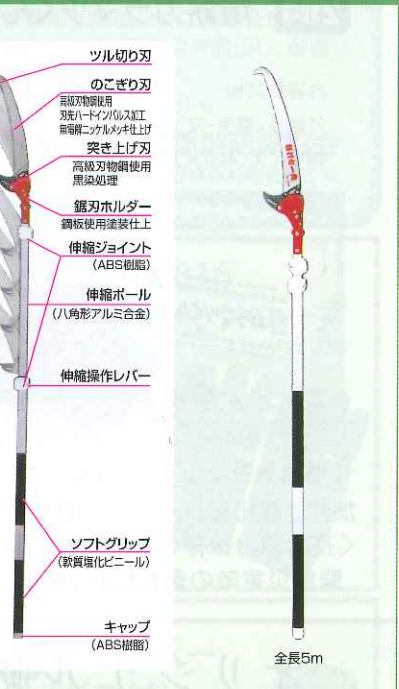 ツル切り刃
のこぎり刃
高級刃物鋼使用
刃先ハードインパルス加工
無電解ニッケルメッキ仕上げ
突き上げ刃
高級刃物鋼使用
黒染処理
鋸刃ホルダー
鋼板使用塗装仕上
伸縮ジョイント
(ABS樹脂)
伸縮ポール
(八角形アルミ合金)
伸縮操作レバー
ソフトグリップ
(軟質塩化ビニール)
キャップ
(ABS樹脂)
全長5m